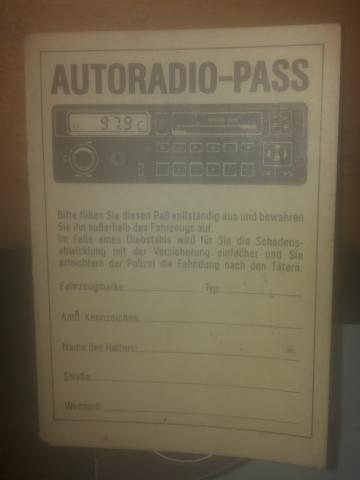 AUTORADIO-PASS
U 97.9 C
Bitte füllen Sie diesen Paß vollständig aus und bewahren
Sie ihn außerhalb des Fahrzeugs auf.
Im Falle eines Diebstahls wird für Sie die Schadens-
abwicklung mit der Versicherung einfacher und Sie
erleichtern der Polizei die Fahndung nach den Tätern.
Fahrzeugmarke: Typ:
Amtl. Kennzeichen:
Name des Halters:
Straße:
Wohnort: